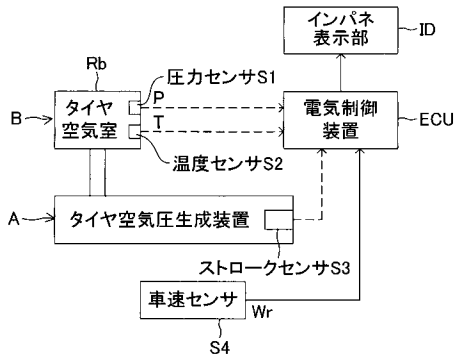 インパネ
表示部
ID
Rb
圧力センサS1
タイヤ
空気室
B
P
T
電気制御
装置
ECU
温度センサS2
A
タイヤ空気圧生成装置
ストロークセンサS3
車速センサ
Wr
S4